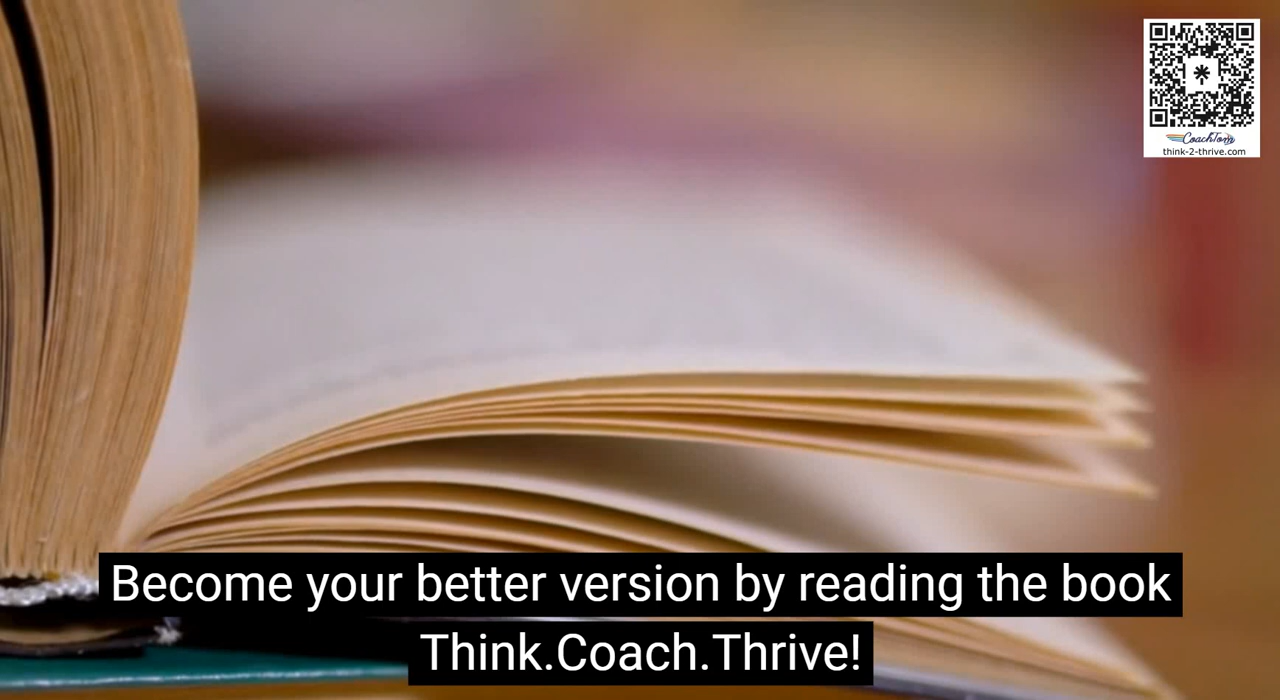 CoachTom
think-2-thrive.com
Become your better version by reading the book
Think.Coach.Thrive!